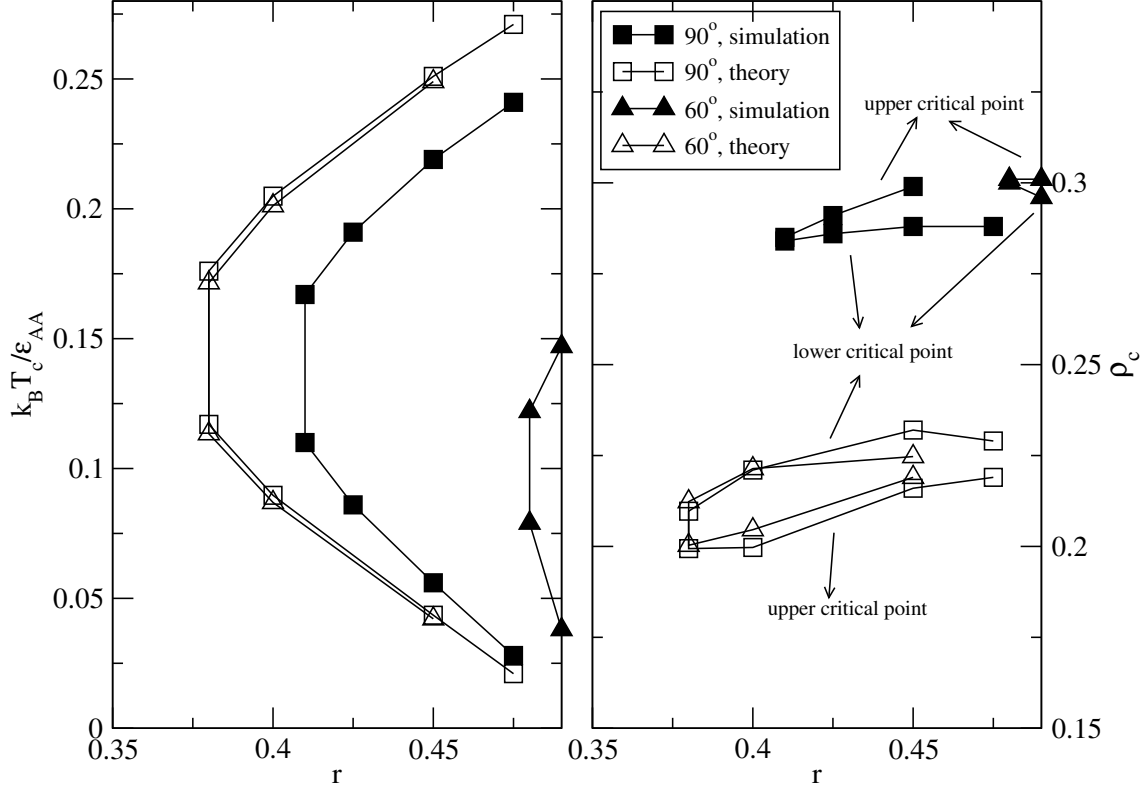 0.25
0.2
0.15
0.1
0.05
0
k_B T_c/ε_AA
0.35
0.4
0.45
r
90°, simulation
90°, theory
60°, simulation
60°, theory
upper critical point
lower critical point
upper critical point
0.3
0.25
0.2
0.15
ρ_c
0.35
0.4
0.45
r